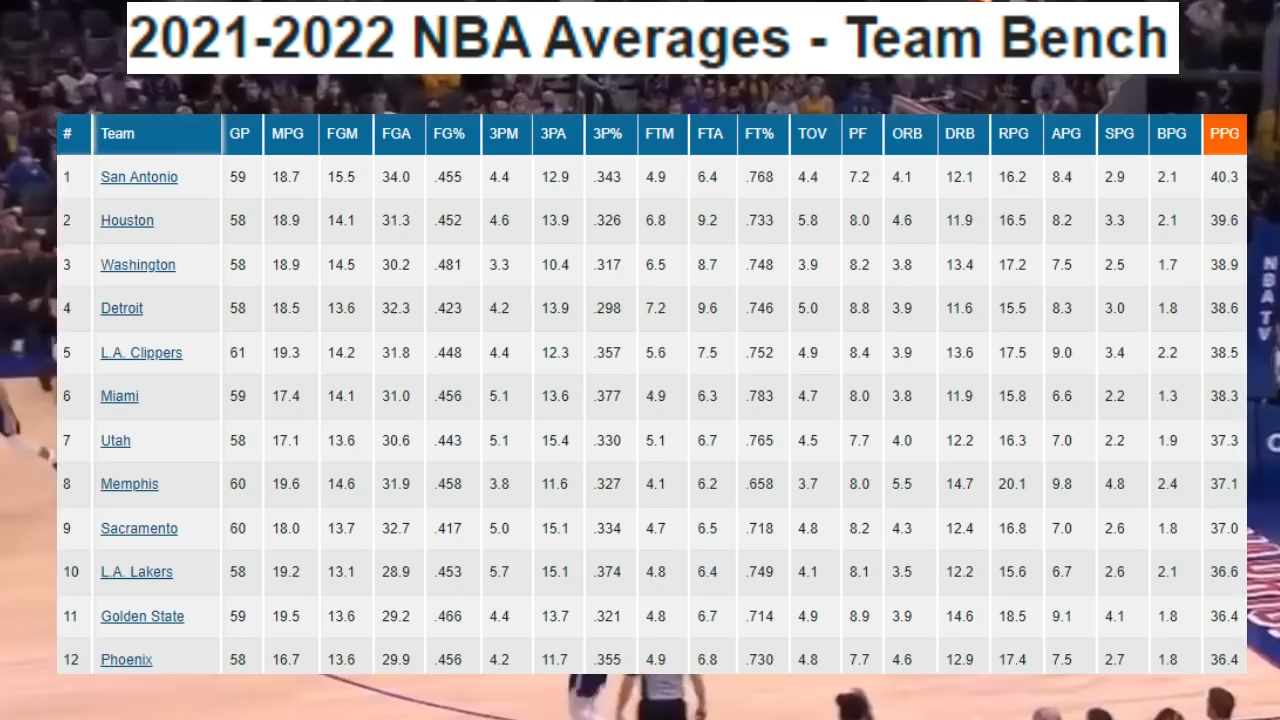 2021-2022 NBA Averages - Team Bench
# Team GP MPG FGM FGA FG% 3PM 3PA 3P% FTM FTA FT% TOV PF ORB DRB RPG APG SPG BPG PPG
1 San Antonio 59 18.7 15.5 34.0 .455 4.4 12.9 .343 4.9 6.4 .768 4.4 7.2 4.1 12.1 16.2 8.4 2.9 2.1 40.3
2 Houston 58 18.9 14.1 31.3 .452 4.6 13.9 .326 6.8 9.2 .733 5.8 8.0 4.6 11.9 16.5 8.2 3.3 2.1 39.6
3 Washington 58 18.9 14.5 30.2 .481 3.3 10.4 .317 6.5 8.7 .748 3.9 8.2 3.8 13.4 17.2 7.5 2.5 1.7 38.9
4 Detroit 58 18.5 13.6 32.3 .423 4.2 13.9 .298 7.2 9.6 .746 5.0 8.8 3.9 11.6 15.5 8.3 3.0 1.8 38.6
5 L.A. Clippers 61 19.3 14.2 31.8 .448 4.4 12.3 .357 5.6 7.5 .752 4.9 8.4 3.9 13.6 17.5 9.0 3.4 2.2 38.5
6 Miami 59 17.4 14.1 31.0 .456 5.1 13.6 .377 4.9 6.3 .783 4.7 8.0 3.8 11.9 15.8 6.6 2.2 1.3 38.3
7 Utah 58 17.1 13.6 30.6 .443 5.1 15.4 .330 5.1 6.7 .765 4.5 7.7 4.0 12.2 16.3 7.0 2.2 1.9 37.3
8 Memphis 60 19.6 14.6 31.9 .458 3.8 11.6 .327 4.1 6.2 .658 3.7 8.0 5.5 14.7 20.1 9.8 4.8 2.4 37.1
9 Sacramento 60 18.0 13.7 32.7 .417 5.0 15.1 .334 4.7 6.5 .718 4.8 8.2 4.3 12.4 16.8 7.0 2.6 1.8 37.0
10 L.A. Lakers 58 19.2 13.1 28.9 .453 5.7 15.1 .374 4.8 6.4 .749 4.1 8.1 3.5 12.2 15.6 6.7 2.6 2.1 36.6
11 Golden State 59 19.5 13.6 29.2 .466 4.4 13.7 .321 4.8 6.7 .714 4.9 8.9 3.9 14.6 18.5 9.1 4.1 1.8 36.4
12 Phoenix 58 16.7 13.6 29.9 .456 4.2 11.7 .355 4.9 6.8 .730 4.8 7.7 4.6 12.9 17.4 7.5 2.7 1.8 36.4
NBA TV